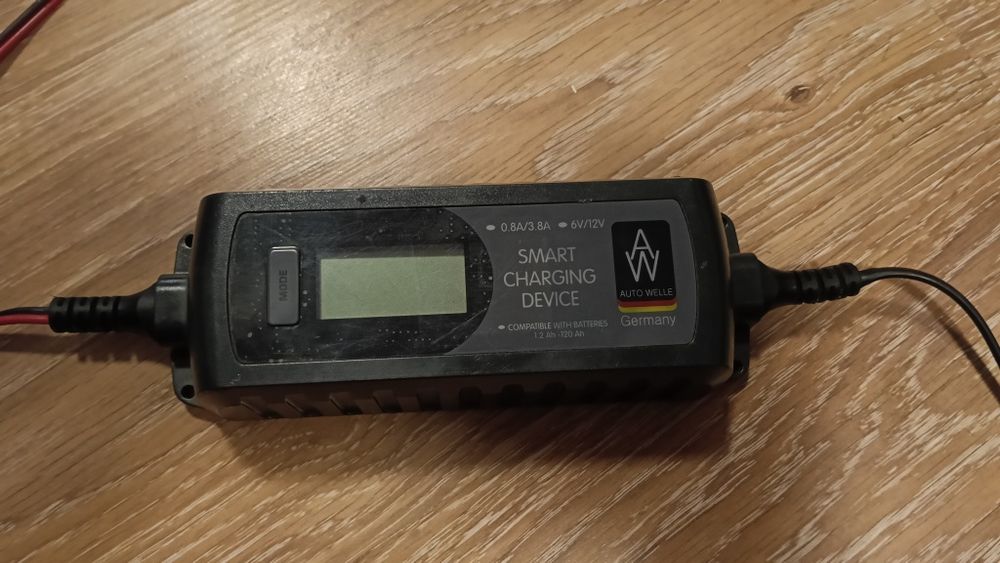 MODE
0.8A/3.8A 6V/12V
SMART
CHARGING
DEVICE
COMPATIBLE WITH BATTERIES
1.2 Ah -120 Ah
AW
AUTO WELLE
Germany